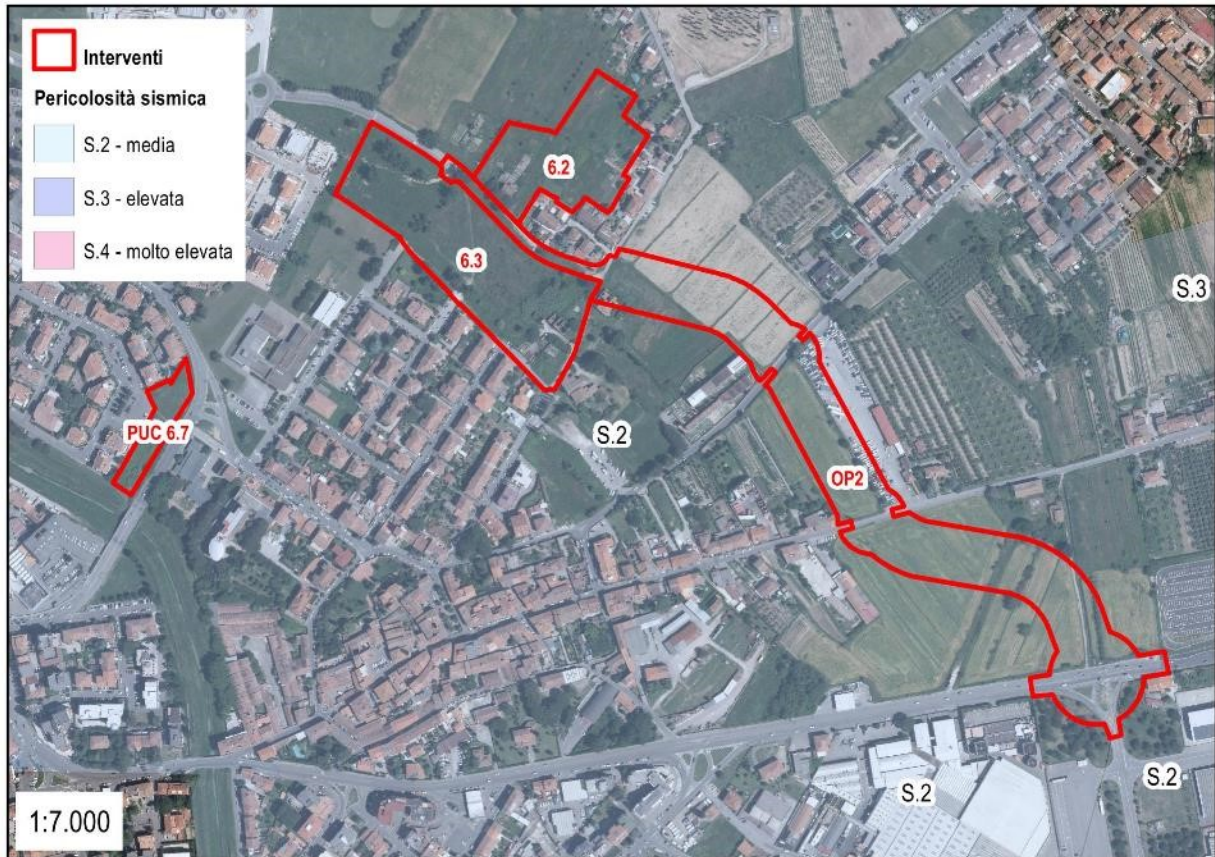 Interventi
Pericolosità sismica
S.2 - media
S.3 - elevata
S.4 - molto elevata
6.2
6.3
S.3
PUC 6.7
S.2
OP2
S.2
S.2
1:7.000